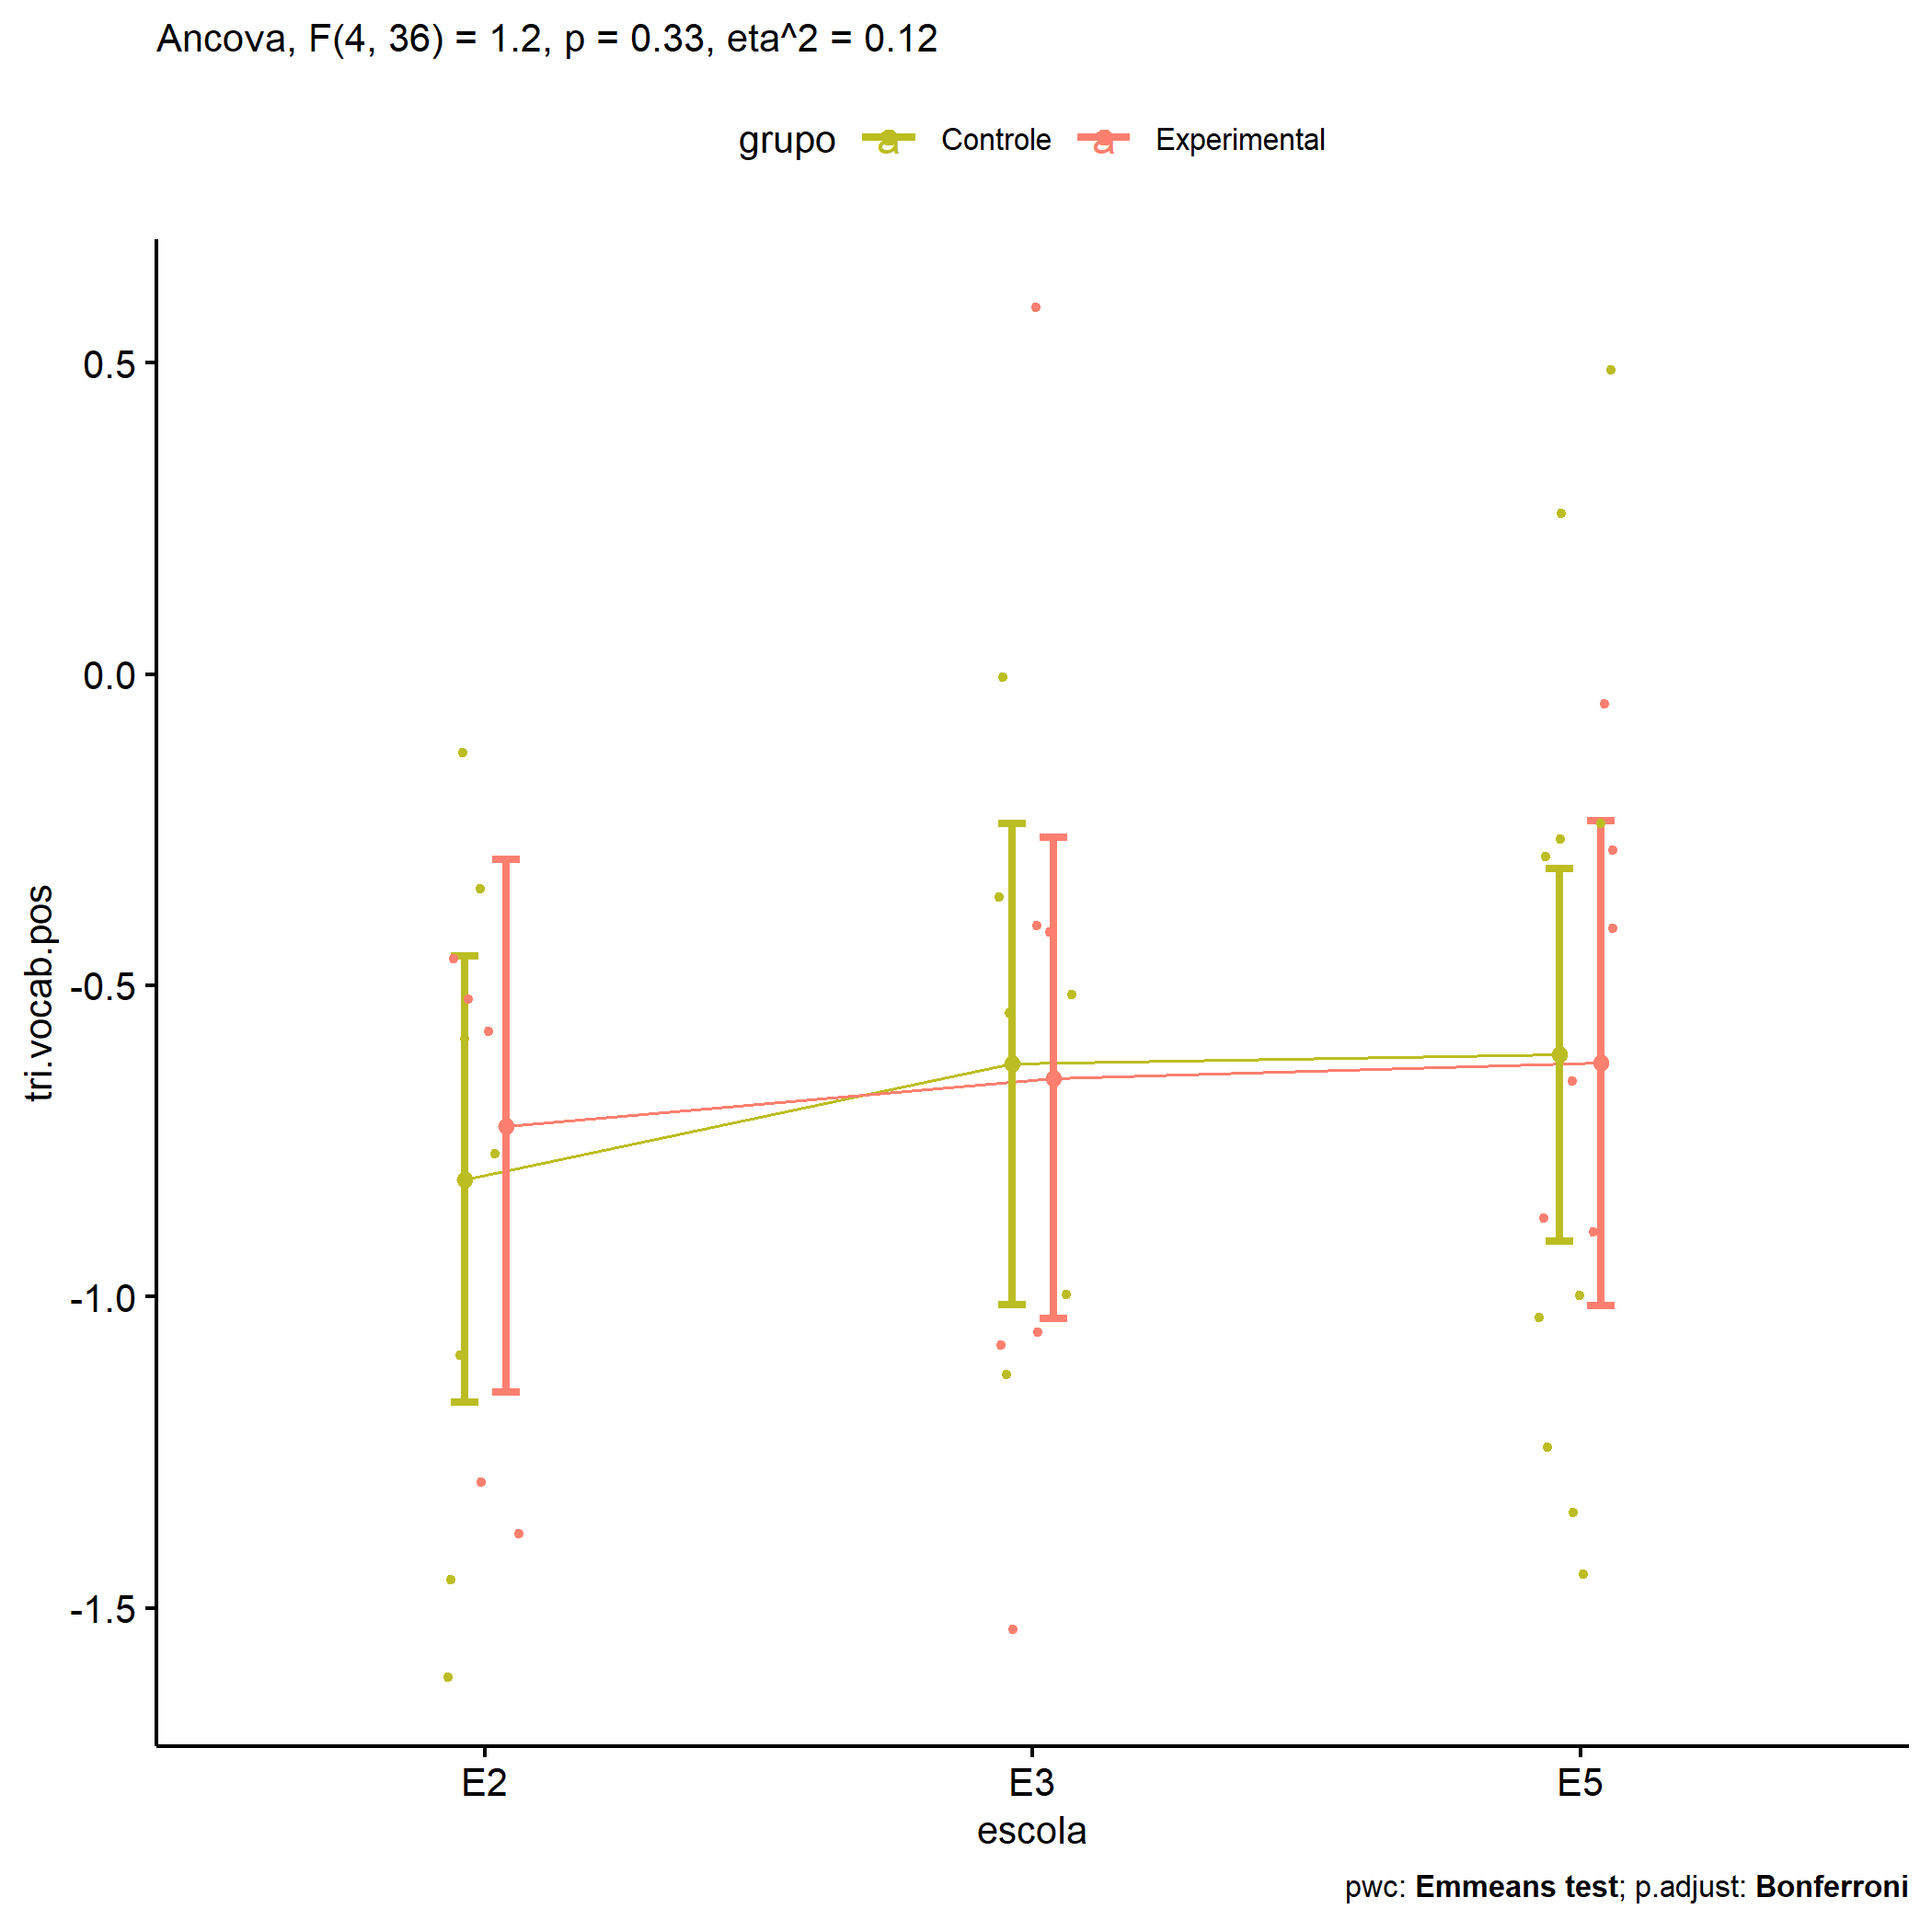 Ancova, F(4, 36) = 1.2, p = 0.33, eta^2 = 0.12
grupo a Controle a Experimental
0.5
0.0
-0.5
-1.0
-1.5
tri.vocab.pos
E2 E3 E5
escola
pwc: Emmeans test; p.adjust: Bonferroni